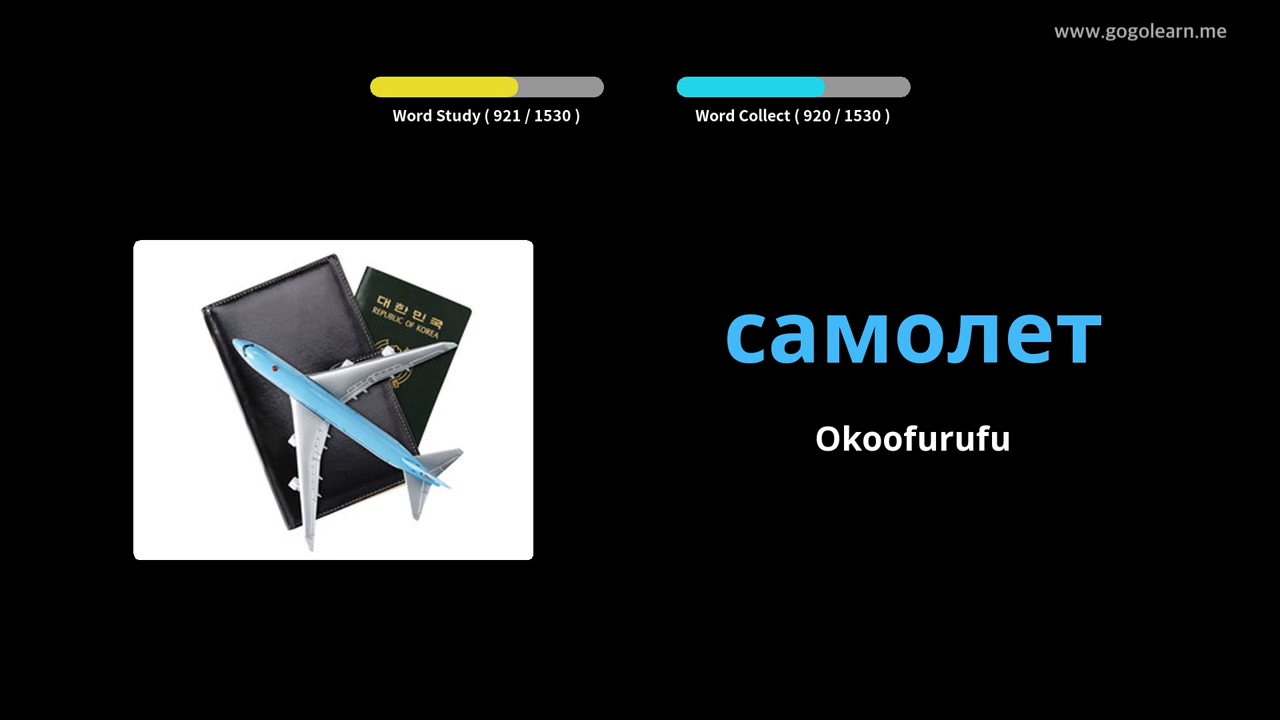 www.gogolearn.me
Word Study ( 921 / 1530 )
Word Collect ( 920 / 1530 )
대한민국
REPUBLIC OF KOREA
самолет
Okoofurufu